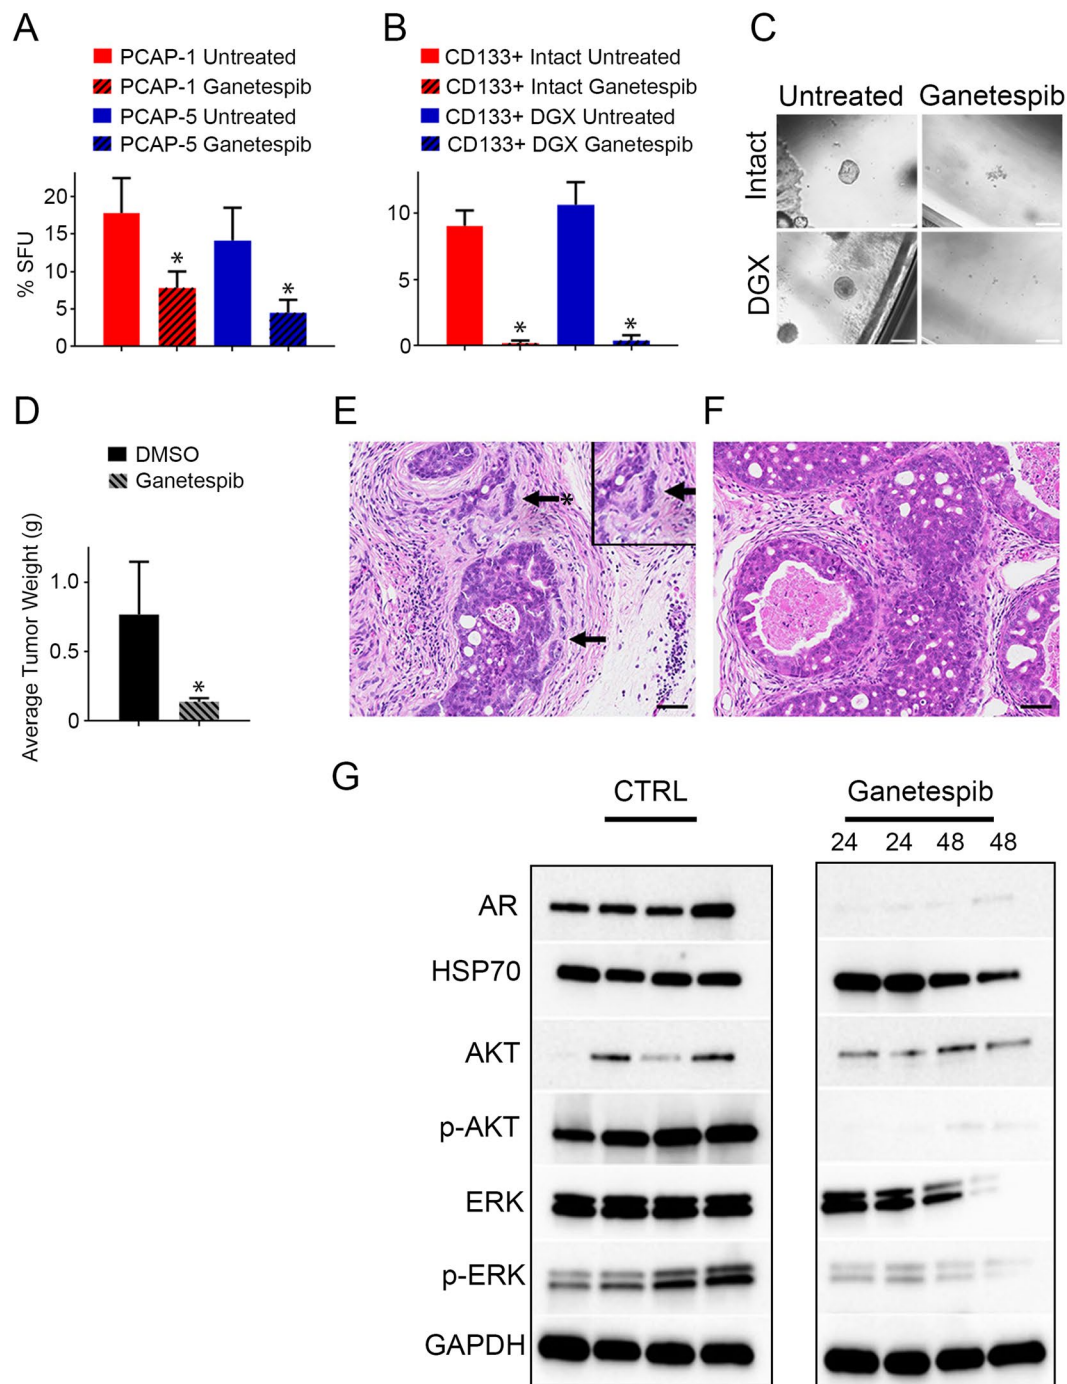 A
PCAP-1 Untreated
PCAP-1 Ganetespib
PCAP-5 Untreated
PCAP-5 Ganetespib
% SFU
20
15
10
5
0
*
*
B
CD133+ Intact Untreated
CD133+ Intact Ganetespib
CD133+ DGX Untreated
CD133+ DGX Ganetespib
10
5
0
*
*
C
Untreated Ganetespib
Intact
DGX
D
DMSO
Ganetespib
Average Tumor Weight (g)
1.0
0.5
0
*
E
*
F
G
CTRL
Ganetespib
24 24 48 48
AR
HSP70
AKT
p-AKT
ERK
p-ERK
GAPDH